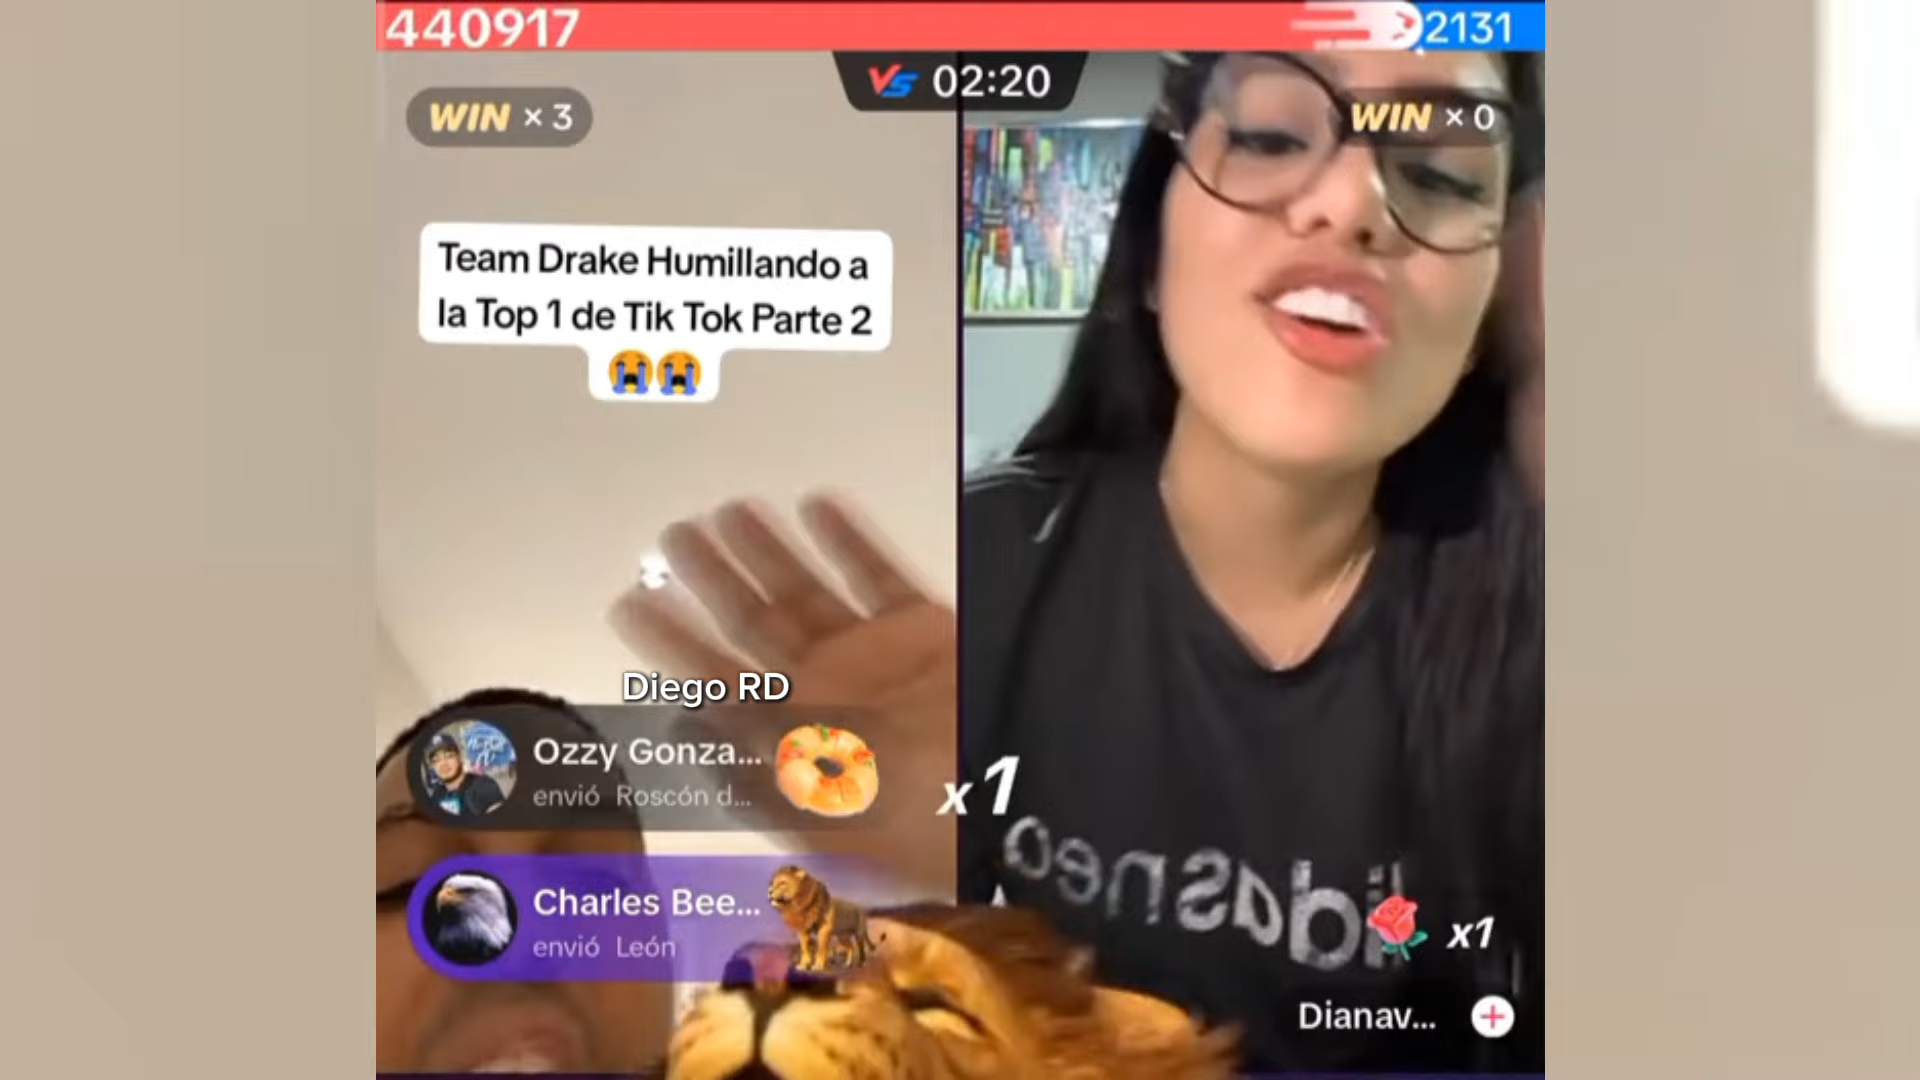 440917
2131
VS 02:20
WIN × 3
WIN × 0
Team Drake Humillando a
la Top 1 de Tik Tok Parte 2
😭😭
Diego RD
Ozzy Gonza...
envió Roscón d...
x1
Charles Bee...
envió León
x1
Dianav...